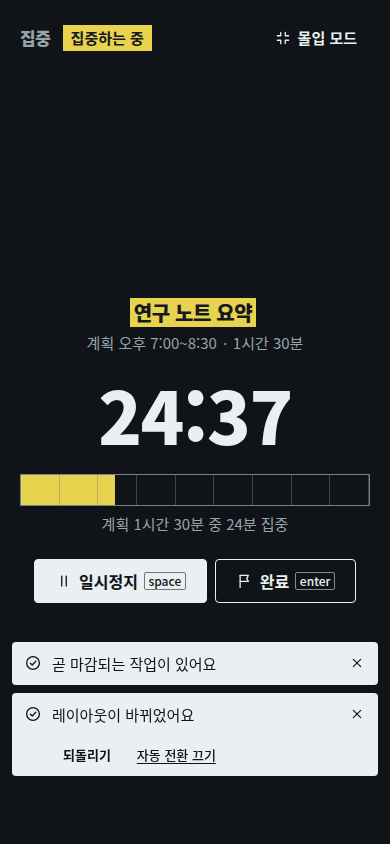 집중 집중하는 중 몰입 모드
연구 노트 요약
계획 오후 7:00~8:30 · 1시간 30분
24:37
계획 1시간 30분 중 24분 집중
일시정지 space 완료 enter
곧 마감되는 작업이 있어요
레이아웃이 바뀌었어요
되돌리기 자동 전환 끄기